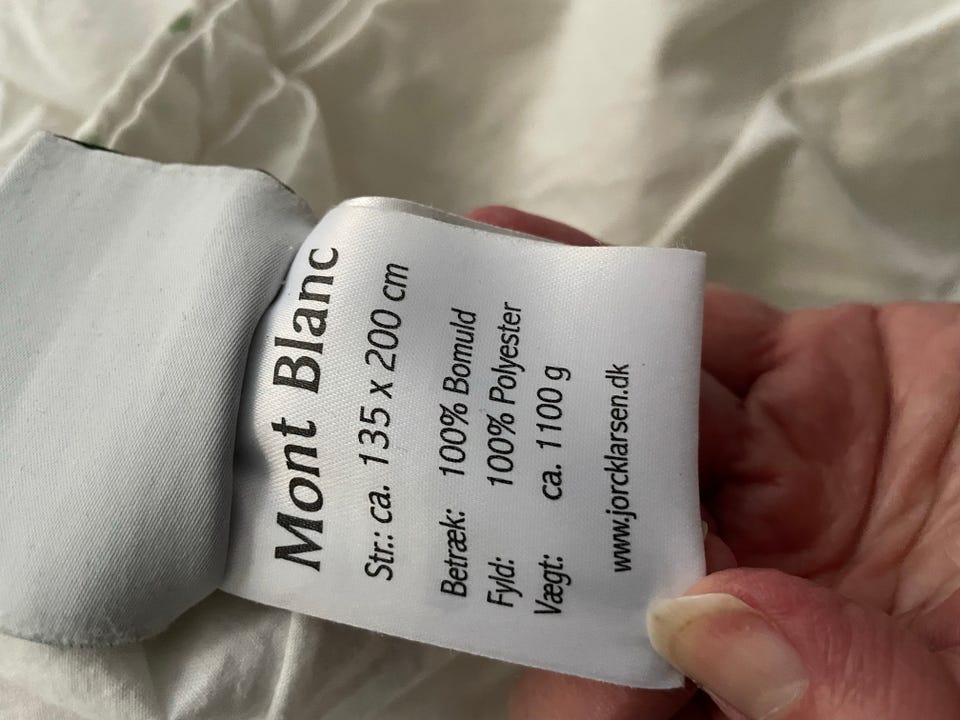 Mont Blanc
Str.: ca. 135 x 200 cm
Betræk: 100% Bomuld
Fyld: 100% Polyester
Vægt: ca. 1100 g
www.jorcklarsen.dk